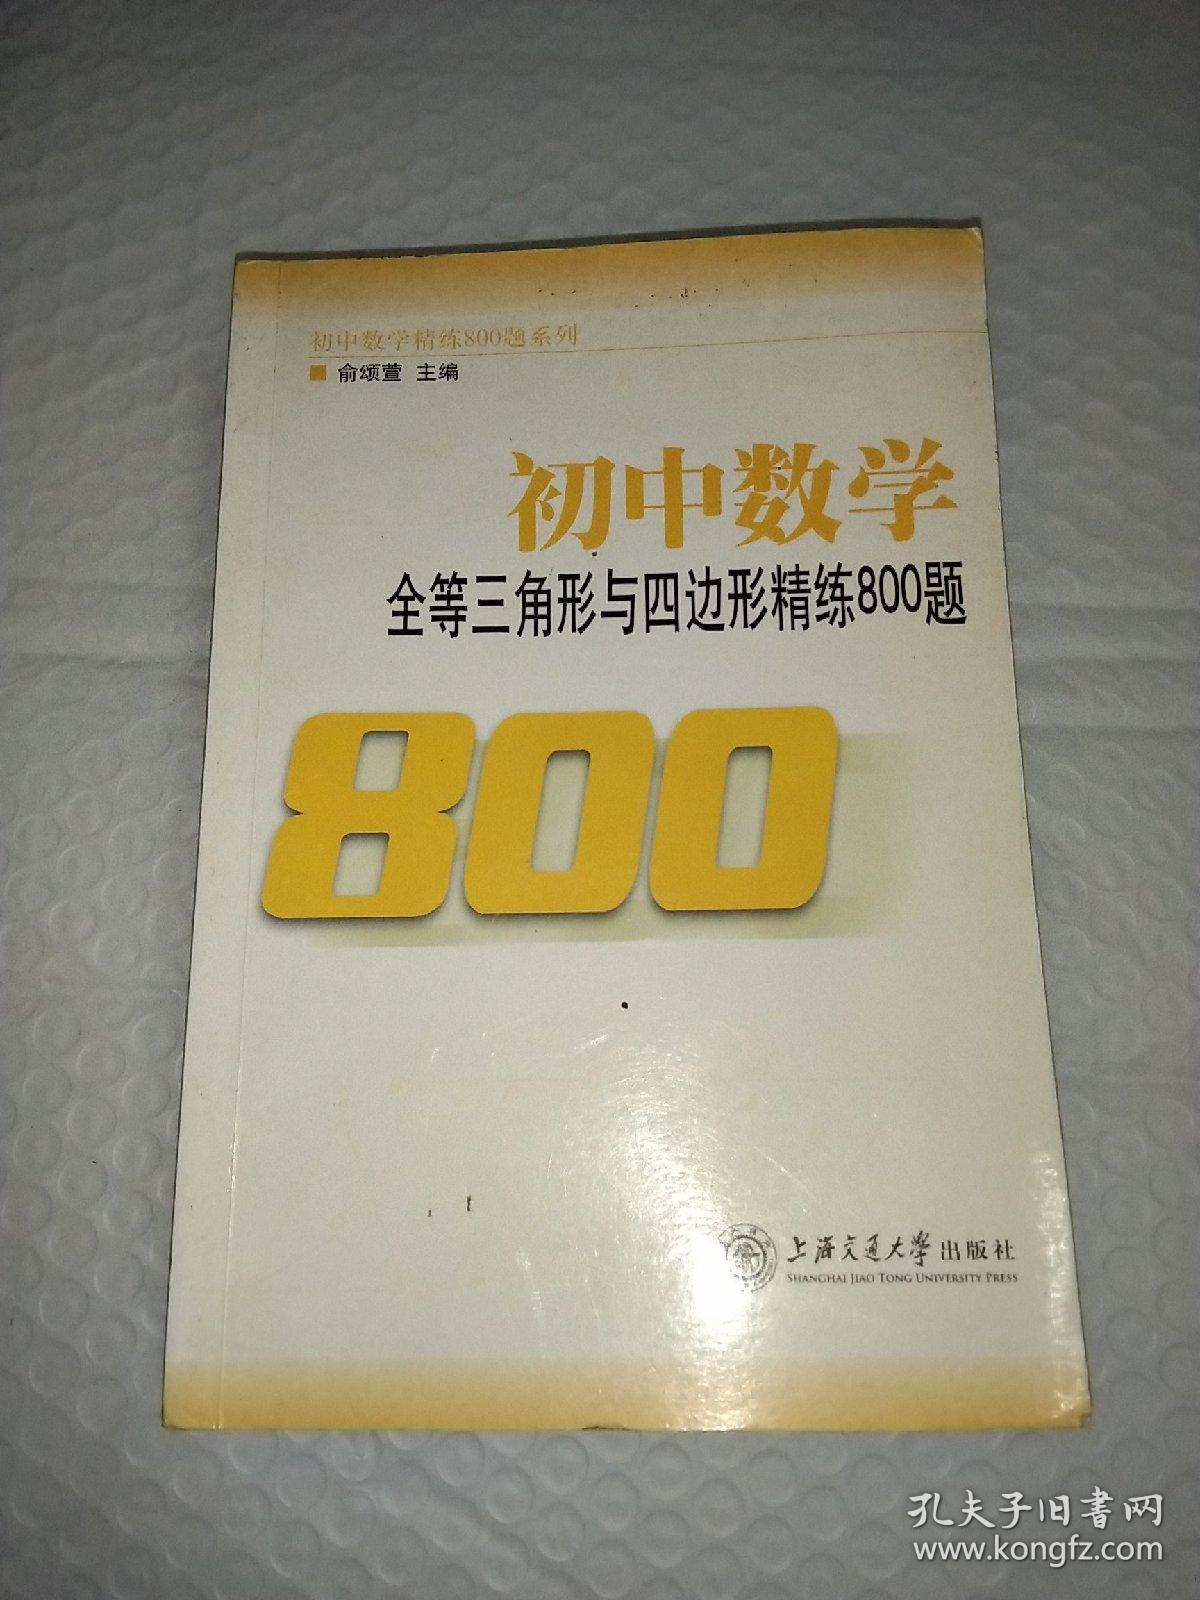 初中数学精练800题系列
俞颂萱 主编
初中数学
全等三角形与四边形精练800题
800
上海交通大学出版社
SHANGHAI JIAO TONG UNIVERSITY PRESS
孔夫子旧书网
www.kongfz.com